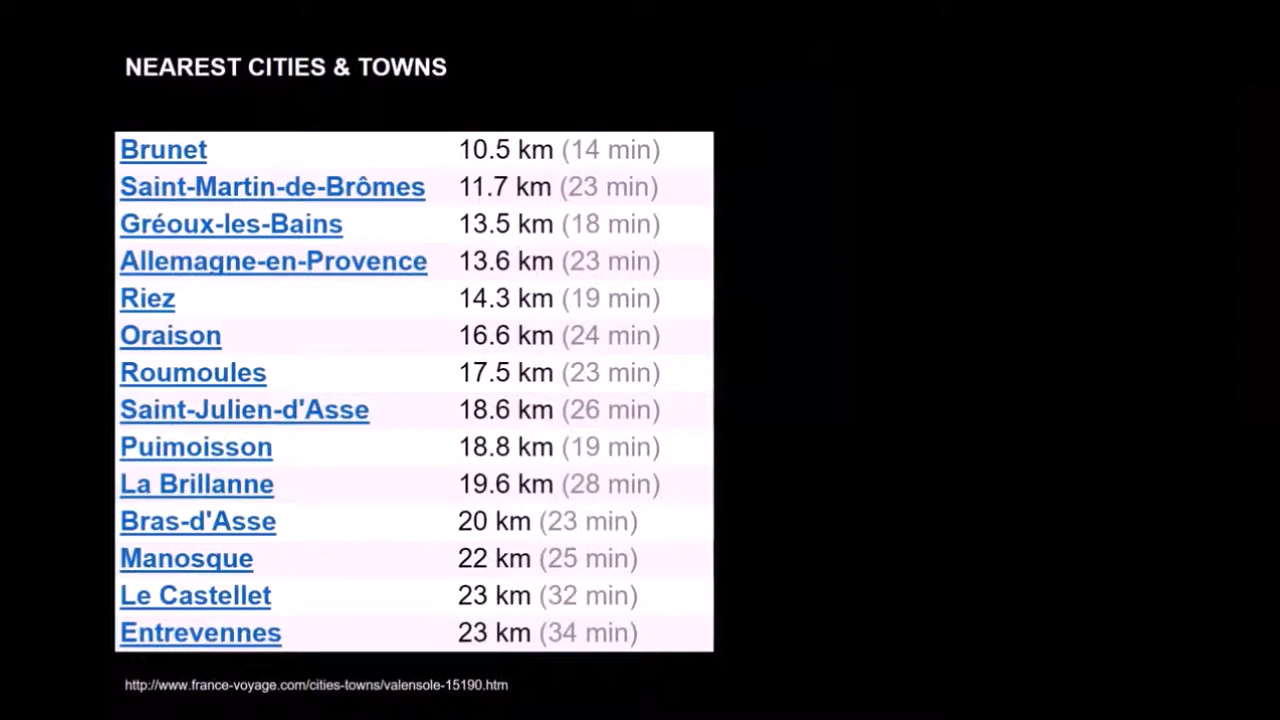 NEAREST CITIES & TOWNS
Brunet 10.5 km (14 min)
Saint-Martin-de-Brômes 11.7 km (23 min)
Gréoux-les-Bains 13.5 km (18 min)
Allemagne-en-Provence 13.6 km (23 min)
Riez 14.3 km (19 min)
Oraison 16.6 km (24 min)
Roumoules 17.5 km (23 min)
Saint-Julien-d'Asse 18.6 km (26 min)
Puimoisson 18.8 km (19 min)
La Brillanne 19.6 km (28 min)
Bras-d'Asse 20 km (23 min)
Manosque 22 km (25 min)
Le Castellet 23 km (32 min)
Entrevennes 23 km (34 min)
http://www.france-voyage.com/cities-towns/valensole-15190.htm